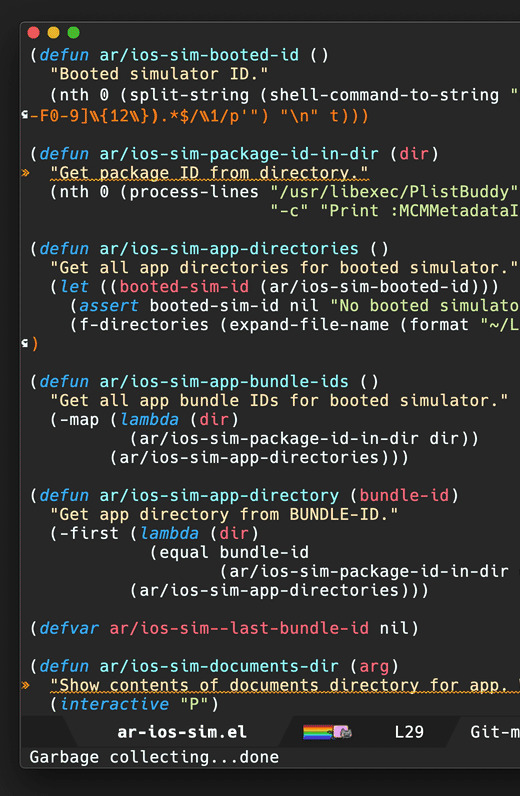 (defun ar/ios-sim-booted-id ()
"Booted simulator ID."
(nth 0 (split-string (shell-command-to-string "
-F0-9]\\{12\\}).*$/\\1/p'") "\n" t)))
(defun ar/ios-sim-package-id-in-dir (dir)
"Get package ID from directory."
(nth 0 (process-lines "/usr/libexec/PlistBuddy"
"-c" "Print :MCMMetadataI
(defun ar/ios-sim-app-directories ()
"Get all app directories for booted simulator."
(let ((booted-sim-id (ar/ios-sim-booted-id)))
(assert booted-sim-id nil "No booted simulato
(f-directories (expand-file-name (format "~/L
)
(defun ar/ios-sim-app-bundle-ids ()
"Get all app bundle IDs for booted simulator."
(-map (lambda (dir)
(ar/ios-sim-package-id-in-dir dir))
(ar/ios-sim-app-directories)))
(defun ar/ios-sim-app-directory (bundle-id)
"Get app directory from BUNDLE-ID."
(-first (lambda (dir)
(equal bundle-id
(ar/ios-sim-package-id-in-dir
(ar/ios-sim-app-directories)))
(defvar ar/ios-sim--last-bundle-id nil)
(defun ar/ios-sim-documents-dir (arg)
"Show contents of documents directory for app.
(interactive "P")
ar-ios-sim.el L29 Git-m
Garbage collecting...done